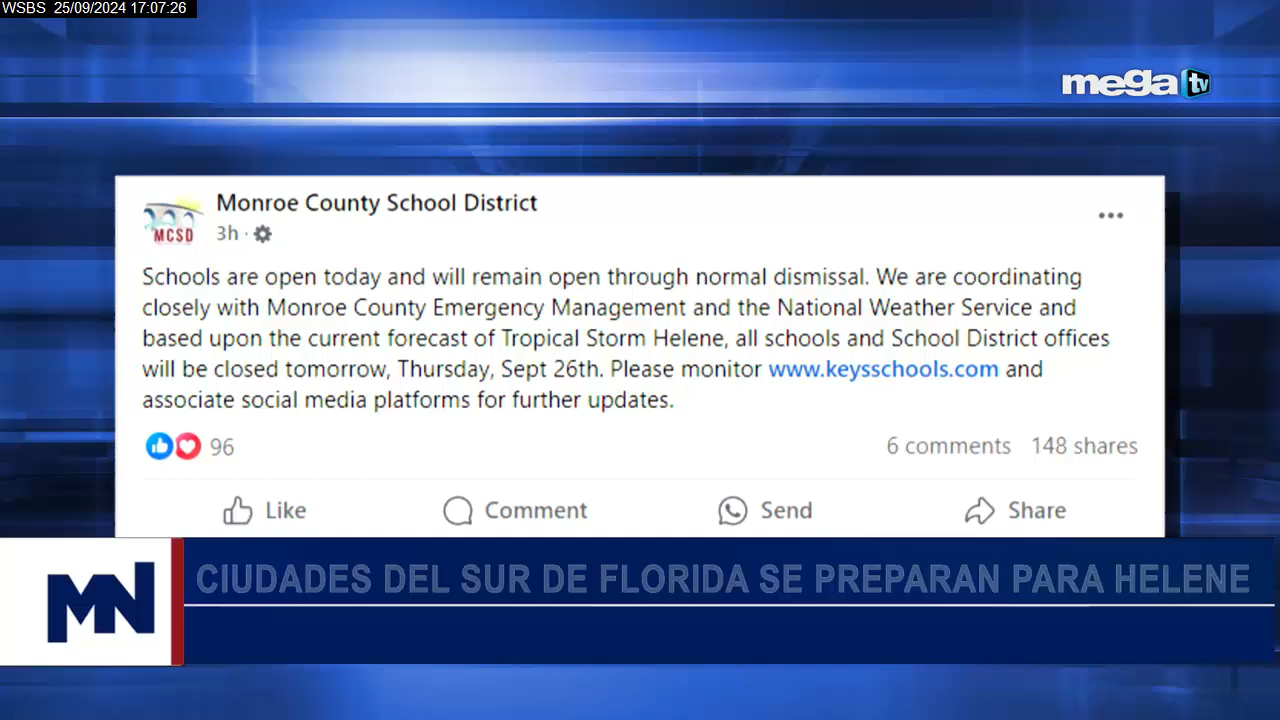 WSBS 25/09/2024 17:07:26
mega tv
Monroe County School District
MCSD
3h ·
Schools are open today and will remain open through normal dismissal. We are coordinating
closely with Monroe County Emergency Management and the National Weather Service and
based upon the current forecast of Tropical Storm Helene, all schools and School District offices
will be closed tomorrow, Thursday, Sept 26th. Please monitor www.keysschools.com and
associate social media platforms for further updates.
96
6 comments 148 shares
Like Comment Send Share
MN
CIUDADES DEL SUR DE FLORIDA SE PREPARAN PARA HELENE